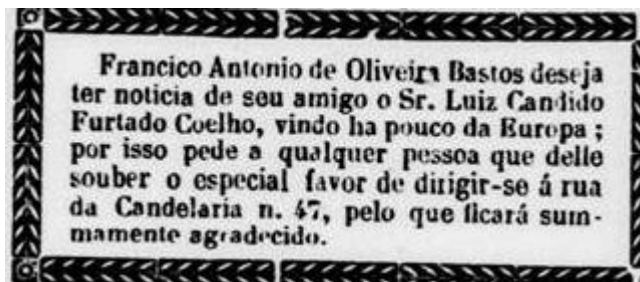 Francico Antonio de Oliveira Bastos deseja
ter noticia de seu amigo o Sr. Luiz Candido
Furtado Coelho, vindo ha pouco da Europa ;
por isso pede a qualquer pessoa que delle
souber o especial favor de dirigir-se á rua
da Candelaria n. 47, pelo que ficará sum-
mamente agradecido.